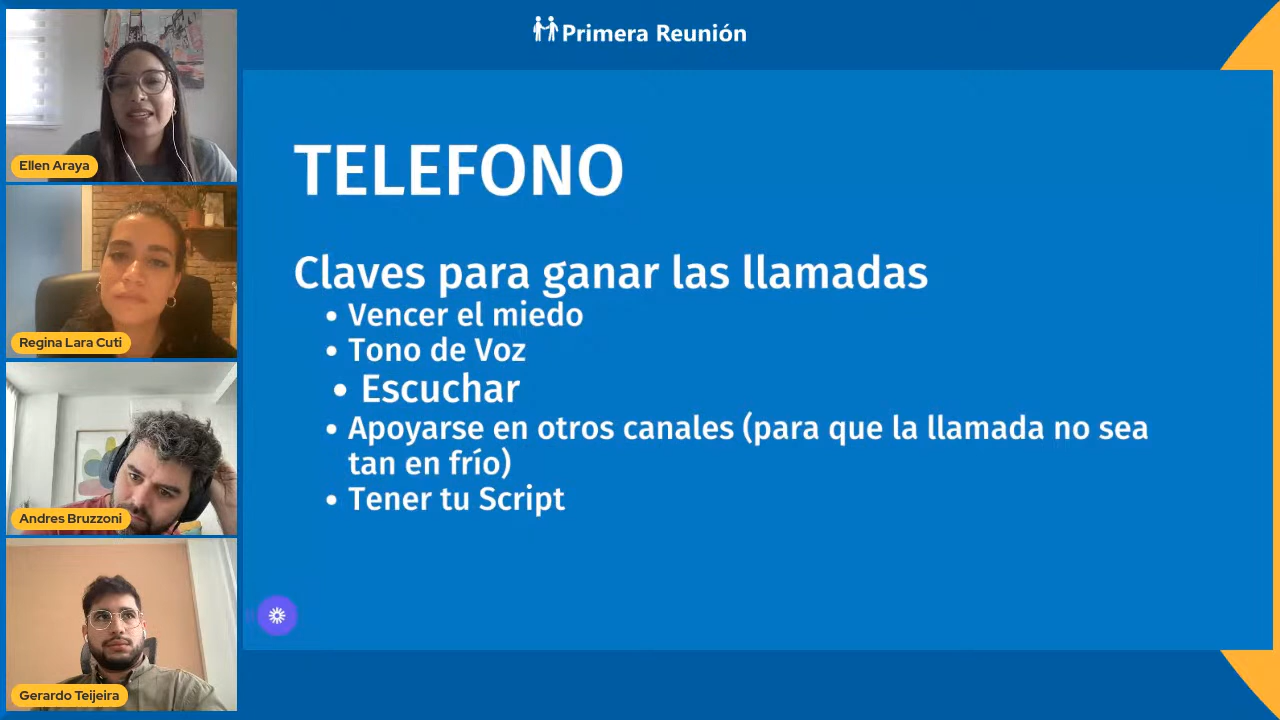 Primera Reunión
TELEFONO
Claves para ganar las llamadas
• Vencer el miedo
• Tono de Voz
• Escuchar
• Apoyarse en otros canales (para que la llamada no sea
tan en frío)
• Tener tu Script
Ellen Araya
Regina Lara Cuti
Andres Bruzzoni
Gerardo Teijeira